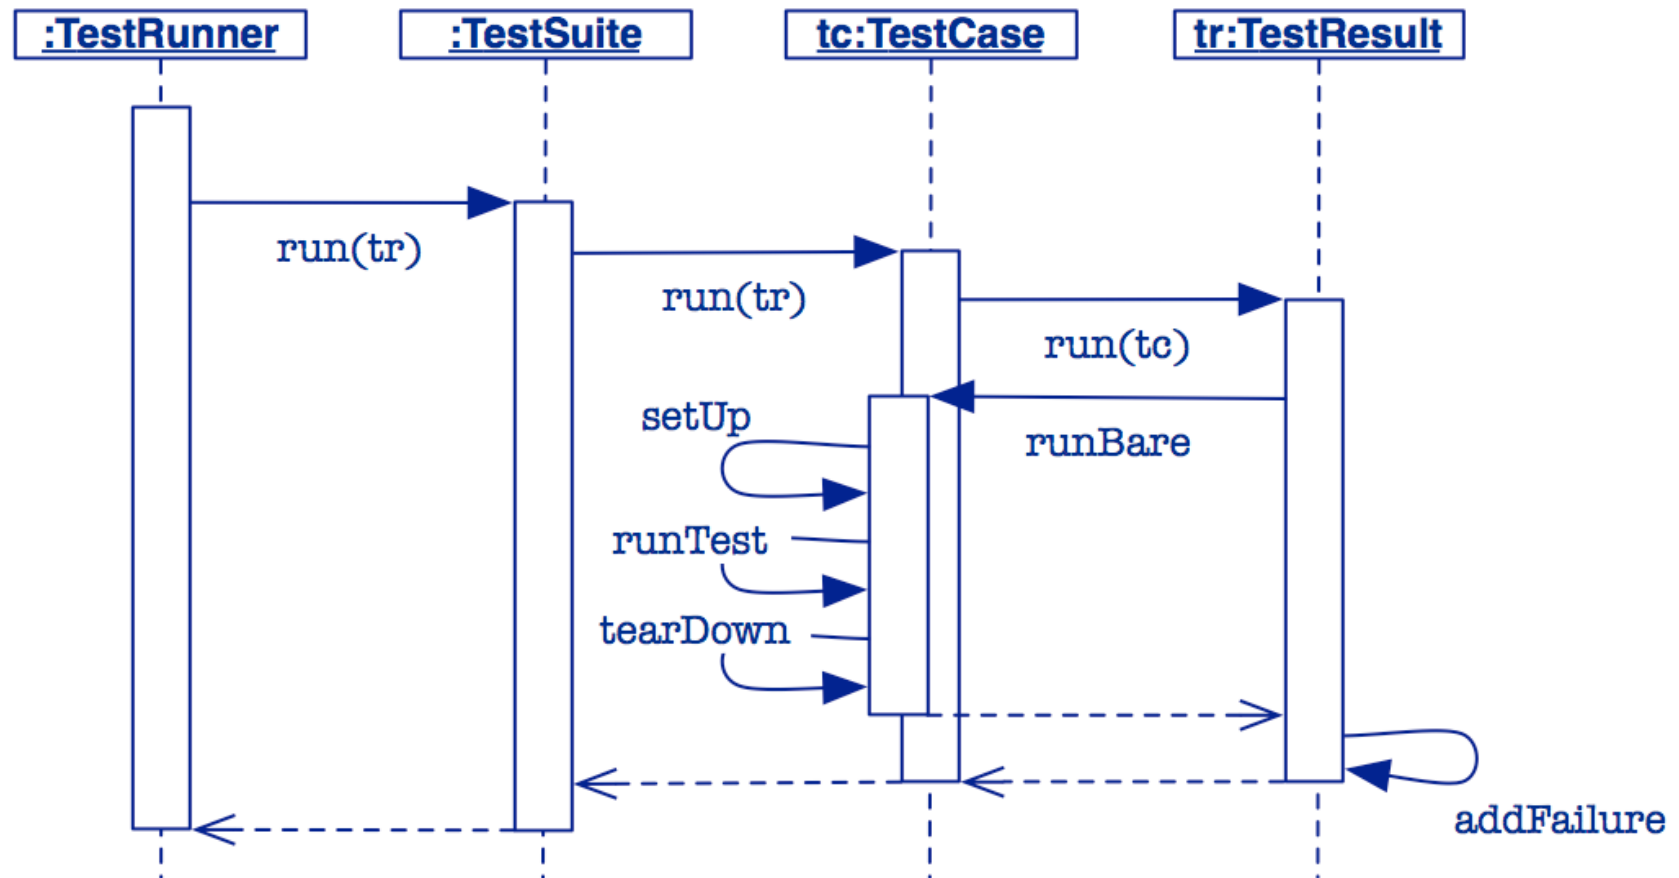 :TestRunner
:TestSuite
tc:TestCase
tr:TestResult
run(tr)
run(tr)
run(tc)
setUp
runBare
runTest
tearDown
addFailure